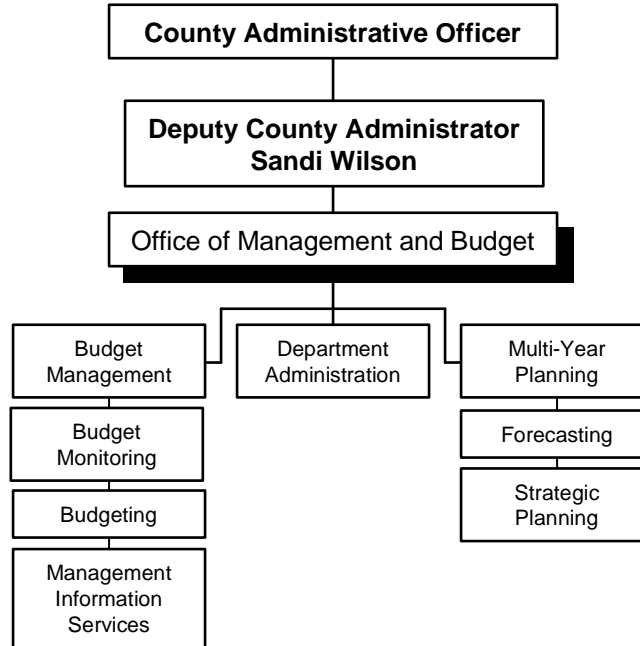 County Administrative Officer
Deputy County Administrator
Sandi Wilson
Office of Management and Budget
Budget
Management
Department
Administration
Multi-Year
Planning
Budget
Monitoring
Forecasting
Budgeting
Strategic
Planning
Management
Information
Services